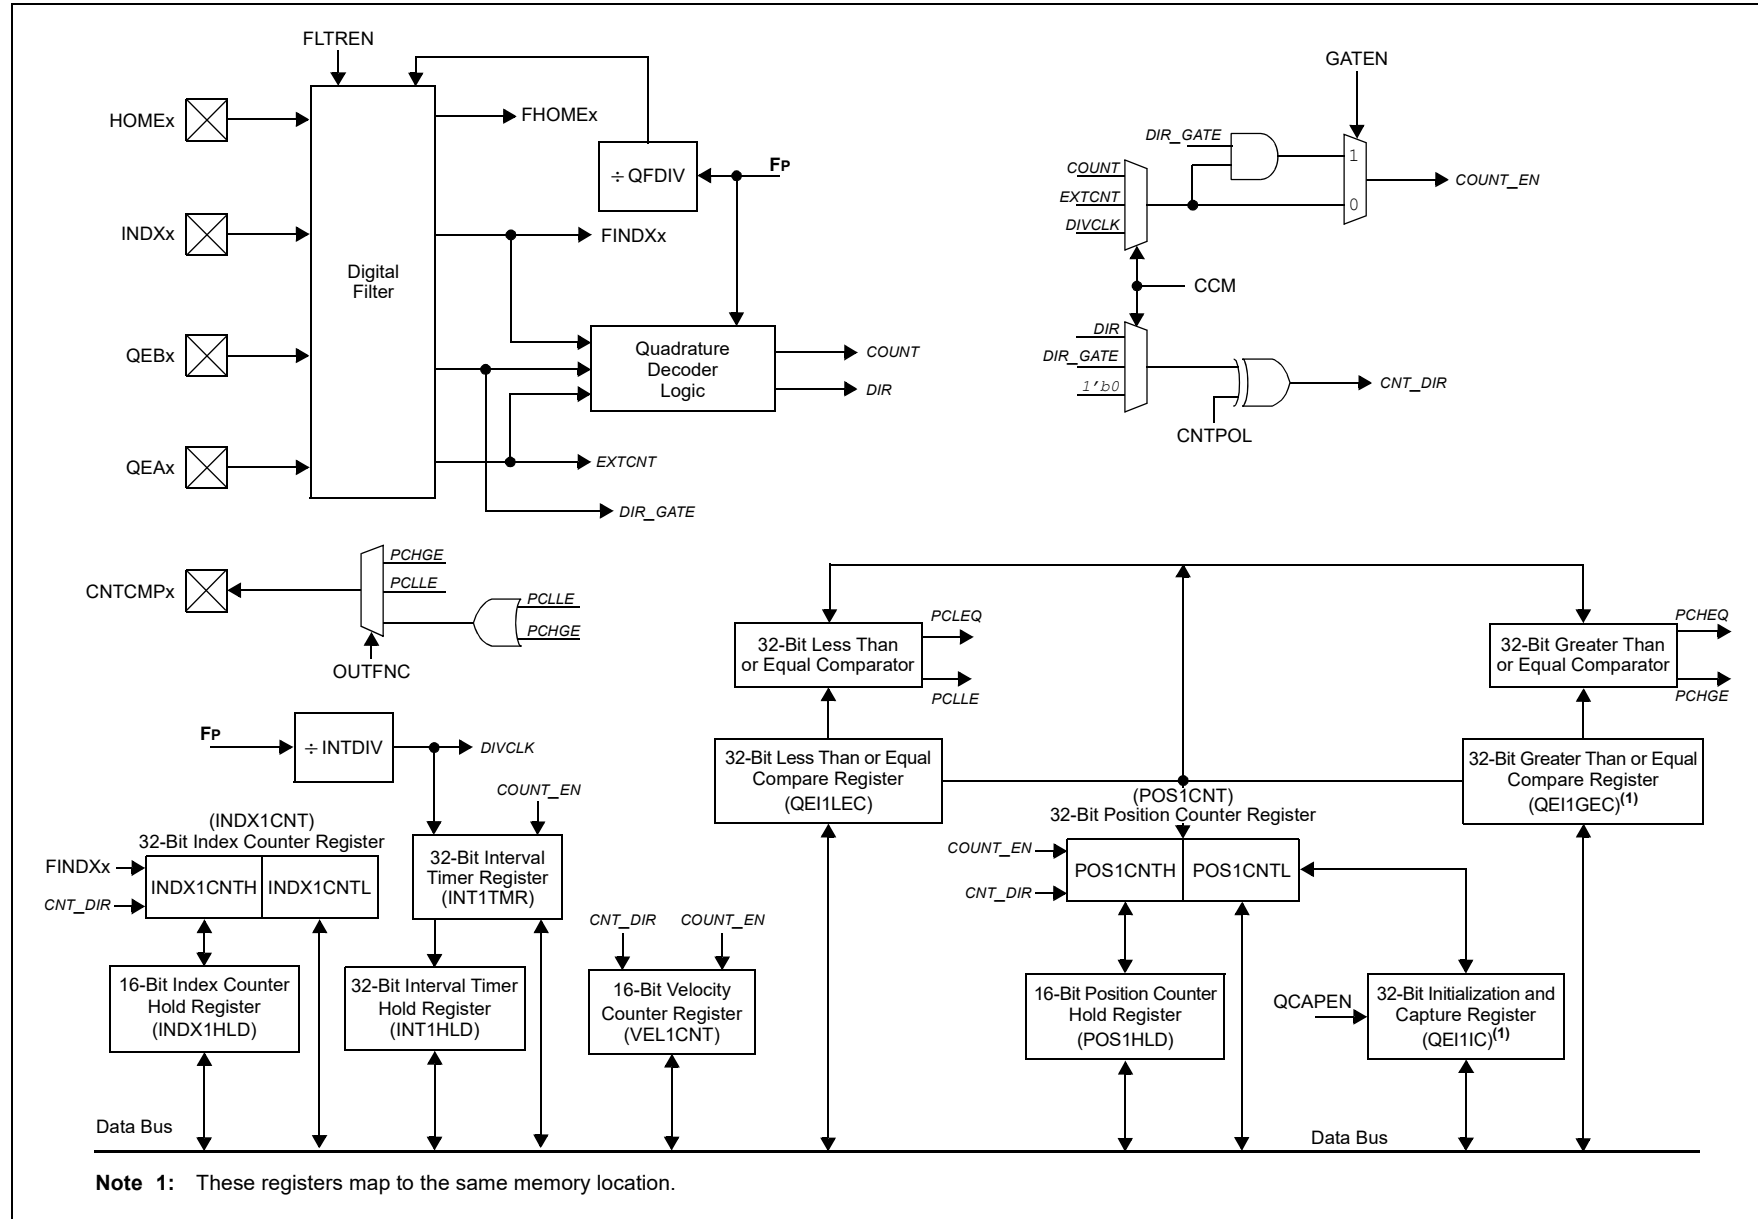 FLTREN
HOMEx
FHOMEx
÷ QFDIV
FP
INDXx
FINDXx
Digital
Filter
QEBx
Quadrature
Decoder
Logic
COUNT
DIR
QEAx
EXTCNT
DIR_GATE
GATEN
DIR_GATE
COUNT
EXTCNT
DIVCLK
1
0
COUNT_EN
CCM
DIR
DIR_GATE
1'b0
CNT_DIR
CNTPOL
CNTCMPx
PCHGE
PCLLE
PCLLE
PCHGE
OUTFNC
32-Bit Less Than
or Equal Comparator
PCLEQ
PCLLE
32-Bit Greater Than
or Equal Comparator
PCHEQ
PCHGE
FP
÷ INTDIV
DIVCLK
COUNT_EN
32-Bit Less Than or Equal
Compare Register
(QEI1LEC)
32-Bit Greater Than or Equal
Compare Register
(QEI1GEC)(1)
(POS1CNT)
32-Bit Position Counter Register
COUNT_EN
CNT_DIR
POS1CNTH
POS1CNTL
(INDX1CNT)
32-Bit Index Counter Register
FINDXx
CNT_DIR
INDX1CNTH
INDX1CNTL
32-Bit Interval
Timer Register
(INT1TMR)
CNT_DIR
COUNT_EN
16-Bit Index Counter
Hold Register
(INDX1HLD)
32-Bit Interval Timer
Hold Register
(INT1HLD)
16-Bit Velocity
Counter Register
(VEL1CNT)
16-Bit Position Counter
Hold Register
(POS1HLD)
QCAPEN
32-Bit Initialization and
Capture Register
(QEI1IC)(1)
Data Bus
Data Bus
Note 1: These registers map to the same memory location.